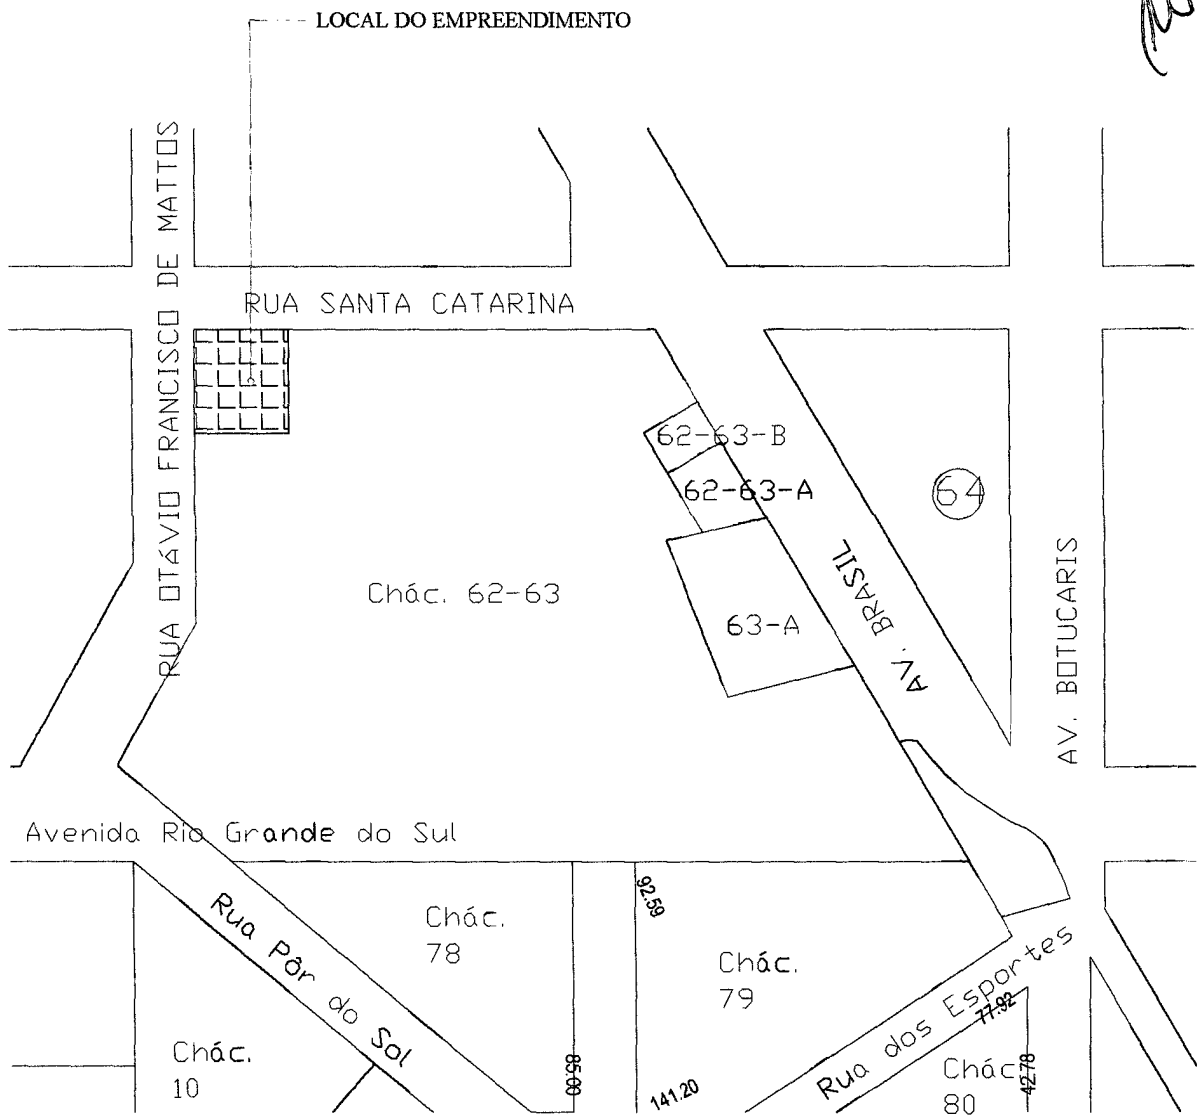 LOCAL DO EMPREENDIMENTO
RUA OTÁVIO FRANCISCO DE MATTOS
RUA SANTA CATARINA
62-63-B
62-63-A
64
Chác. 62-63
63-A
AV. BRASIL
AV. BOTUCARIS
Avenida Rio Grande do Sul
Rua Pôr do Sol
Chác.
78
92.59
Chác.
79
Rua dos Esportes
77.92
Chác.
10
85.00
141.20
Chác
80
42.78